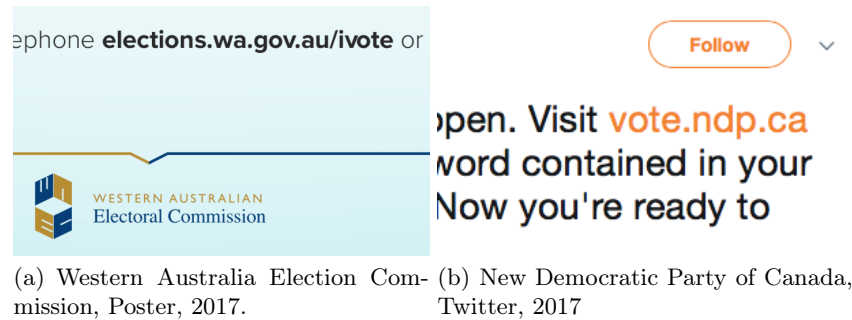 ephone elections.wa.gov.au/ivote or
WESTERN AUSTRALIAN
Electoral Commission
Follow
open. Visit vote.ndp.ca
word contained in your
Now you're ready to
(a) Western Australia Election Com-
mission, Poster, 2017.
(b) New Democratic Party of Canada,
Twitter, 2017